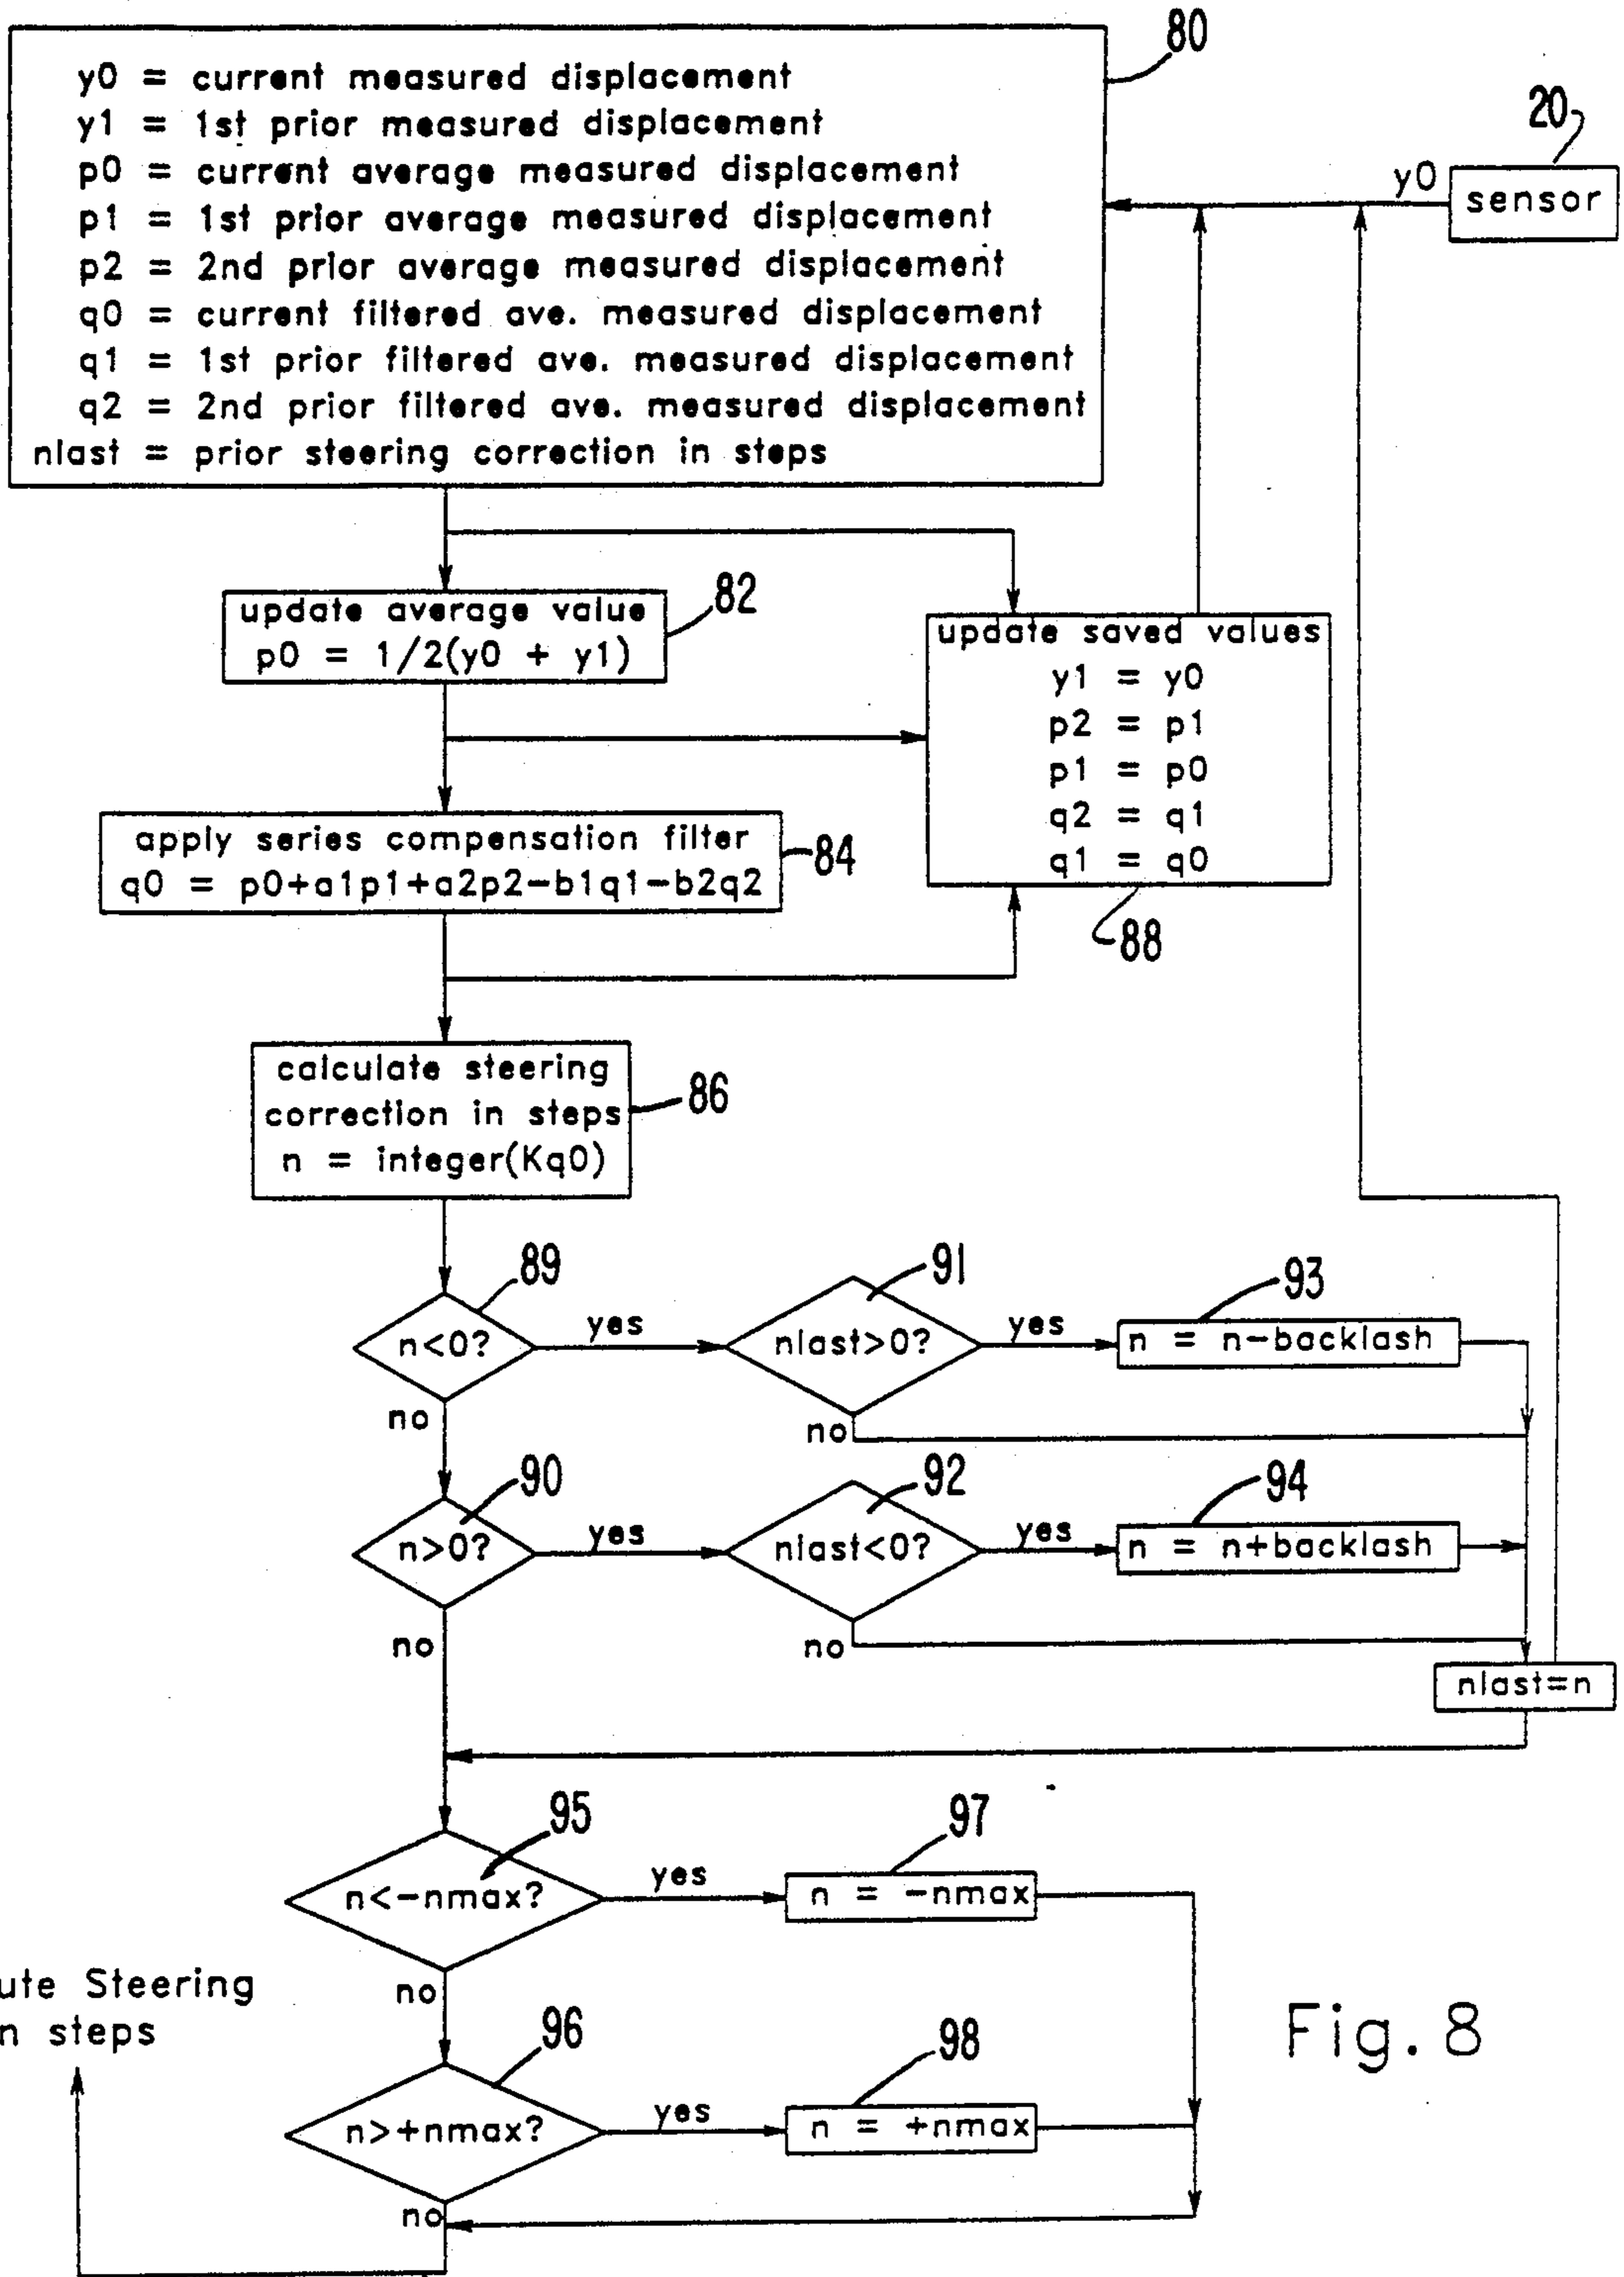 80
y0 = current measured displacement
y1 = 1st prior measured displacement
p0 = current average measured displacement
p1 = 1st prior average measured displacement
p2 = 2nd prior average measured displacement
q0 = current filtered ave. measured displacement
q1 = 1st prior filtered ave. measured displacement
q2 = 2nd prior filtered ave. measured displacement
nlast = prior steering correction in steps
20
y0
sensor
update average value
p0 = 1/2(y0 + y1)
82
update saved values
y1 = y0
p2 = p1
p1 = p0
q2 = q1
q1 = q0
88
apply series compensation filter
q0 = p0+a1p1+a2p2-b1q1-b2q2
84
calculate steering
correction in steps
n = integer(Kq0)
86
89
n<0?
yes
no
91
nlast>0?
yes
no
93
n = n-backlash
90
n>0?
yes
no
92
nlast<0?
yes
no
94
n = n+backlash
nlast=n
95
n<-nmax?
yes
no
97
n = -nmax
96
n>+nmax?
yes
no
98
n = +nmax
ute Steering
n steps
Fig. 8